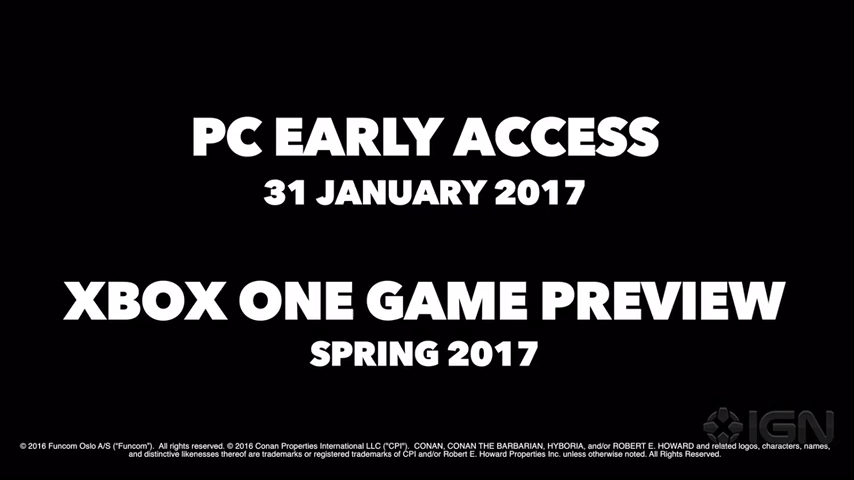 PC EARLY ACCESS
31 JANUARY 2017
XBOX ONE GAME PREVIEW
SPRING 2017
IGN
© 2016 Funcom Oslo A/S ("Funcom"). All rights reserved. © 2016 Conan Properties International LLC ("CPI"). CONAN, CONAN THE BARBARIAN, HYBORIA, and/or ROBERT E. HOWARD and related logos, characters, names,
and distinctive likenesses thereof are trademarks or registered trademarks of CPI and/or Robert E. Howard Properties Inc. unless otherwise noted. All Rights Reserved.